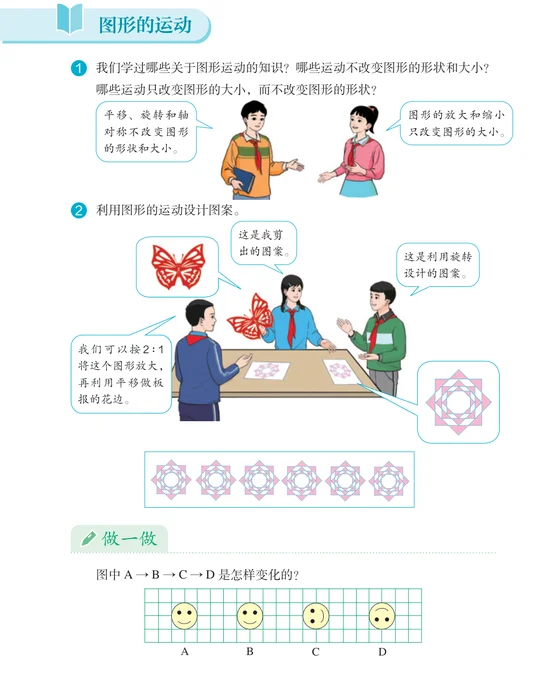 图形的运动
1 我们学过哪些关于图形运动的知识？哪些运动不改变图形的形状和大小？
哪些运动只改变图形的大小，而不改变图形的形状？
平移、旋转和轴
对称不改变图形
的形状和大小。
图形的放大和缩小
只改变图形的大小。
2 利用图形的运动设计图案。
这是我剪
出的图案。
这是利用旋转
设计的图案。
我们可以按2∶1
将这个图形放大，
再利用平移做板
报的花边。
做一做
图中 A → B → C → D 是怎样变化的？
A B C D